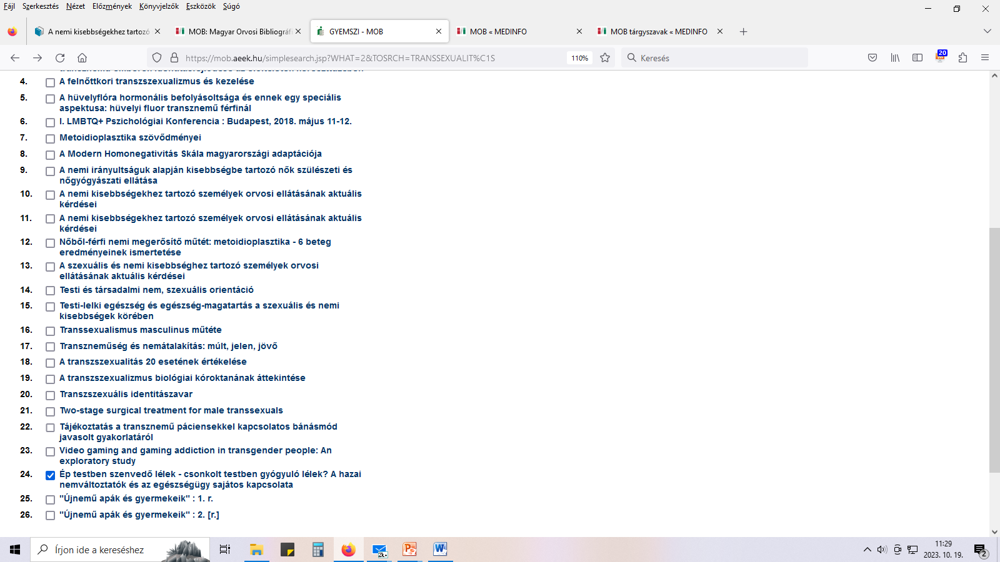 Fájl Szerkesztés Nézet Előzmények Könyvjelzők Eszközök Súgó
A nemi kisebbségekhez tartozó
MOB: Magyar Orvosi Bibliográfi
GYEMSZI - MOB
MOB « MEDINFO
MOB tárgyszavak « MEDINFO
https://mob.aeek.hu/simplesearch.jsp?WHAT=2&TOSRCH=TRANSSEXUALIT%C1S
110%
Keresés
20
4. A felnőttkori transzszexualizmus és kezelése
5. A hüvelyflóra hormonális befolyásoltsága és ennek egy speciális
aspektusa: hüvelyi fluor transznemű férfinál
6. I. LMBTQ+ Pszichológiai Konferencia : Budapest, 2018. május 11-12.
7. Metoidioplasztika szövődményei
8. A Modern Homonegativitás Skála magyarországi adaptációja
9. A nemi irányultságuk alapján kisebbségbe tartozó nők szülészeti és
nőgyógyászati ellátása
10. A nemi kisebbségekhez tartozó személyek orvosi ellátásának aktuális
kérdései
11. A nemi kisebbségekhez tartozó személyek orvosi ellátásának aktuális
kérdései
12. Nőből-férfi nemi megerősítő műtét: metoidioplasztika - 6 beteg
eredményeinek ismertetése
13. A szexuális és nemi kisebbséghez tartozó személyek orvosi
ellátásának aktuális kérdései
14. Testi és társadalmi nem, szexuális orientáció
15. Testi-lelki egészség és egészség-magatartás a szexuális és nemi
kisebbségek körében
16. Transsexualismus masculinus műtéte
17. Transzneműség és nemátalakítás: múlt, jelen, jövő
18. A transzszexualitás 20 esetének értékelése
19. A transzszexualizmus biológiai kóroktanának áttekintése
20. Transzszexuális identitászavar
21. Two-stage surgical treatment for male transsexuals
22. Tájékoztatás a transznemű páciensekkel kapcsolatos bánásmód
javasolt gyakorlatáról
23. Video gaming and gaming addiction in transgender people: An
exploratory study
24. Ép testben szenvedő lélek - csonkolt testben gyógyuló lélek? A hazai
nemváltoztatók és az egészségügy sajátos kapcsolata
25. "Újnemű apák és gyermekeik" : 1. r.
26. "Újnemű apák és gyermekeik" : 2. [r.]
Írjon ide a kereséshez
2k+
11:29
2023. 10. 19.
2